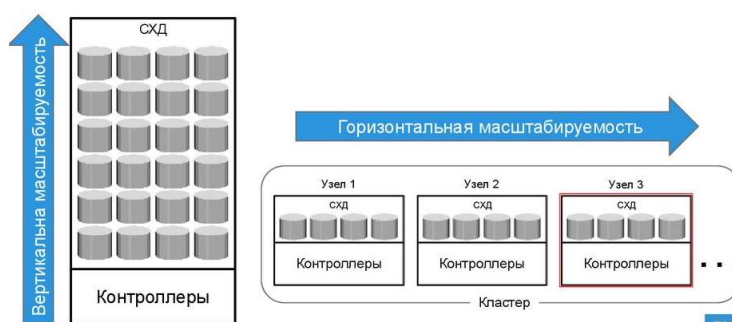 Вертикальна масштабируемость
СХД
Контроллеры
Горизонтальная масштабируемость
Узел 1
Узел 2
Узел 3
СХД
СХД
СХД
Контроллеры
Контроллеры
Контроллеры
. .
Кластер